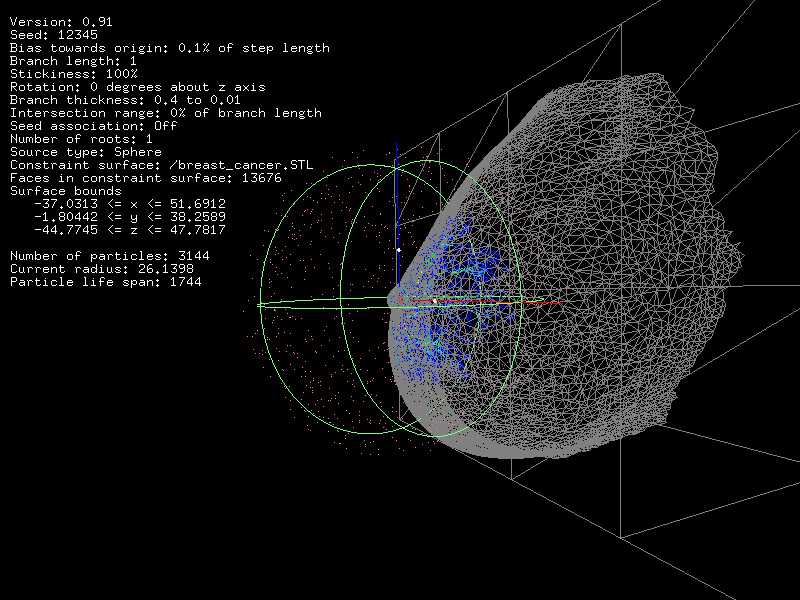 Version: 0.91
Seed: 12345
Bias towards origin: 0.1% of step length
Branch length: 1
Stickiness: 100%
Rotation: 0 degrees about z axis
Branch thickness: 0.4 to 0.01
Intersection range: 0% of branch length
Seed association: Off
Number of roots: 1
Source type: Sphere
Constraint surface: /breast_cancer.STL
Faces in constraint surface: 13676
Surface bounds
-37.0313 <= x <= 51.6912
-1.80442 <= y <= 38.2589
-44.7745 <= z <= 47.7817
Number of particles: 3144
Current radius: 26.1398
Particle life span: 1744